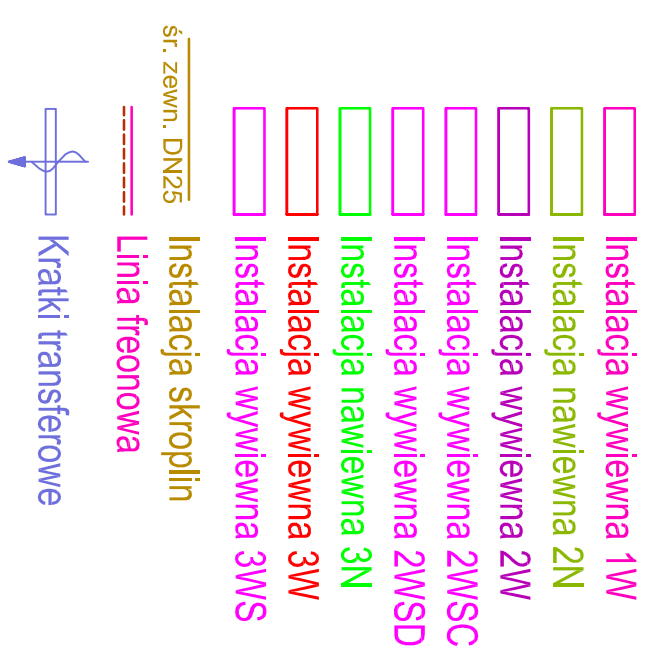 Instalacja wywiewna 1W
Instalacja nawiewna 2N
Instalacja wywiewna 2W
Instalacja wywiewna 2WSC
Instalacja wywiewna 2WSD
Instalacja nawiewna 3N
Instalacja wywiewna 3W
Instalacja wywiewna 3WS
śr. zewn. DN25
Instalacja skroplin
Linia freonowa
Kratki transferowe